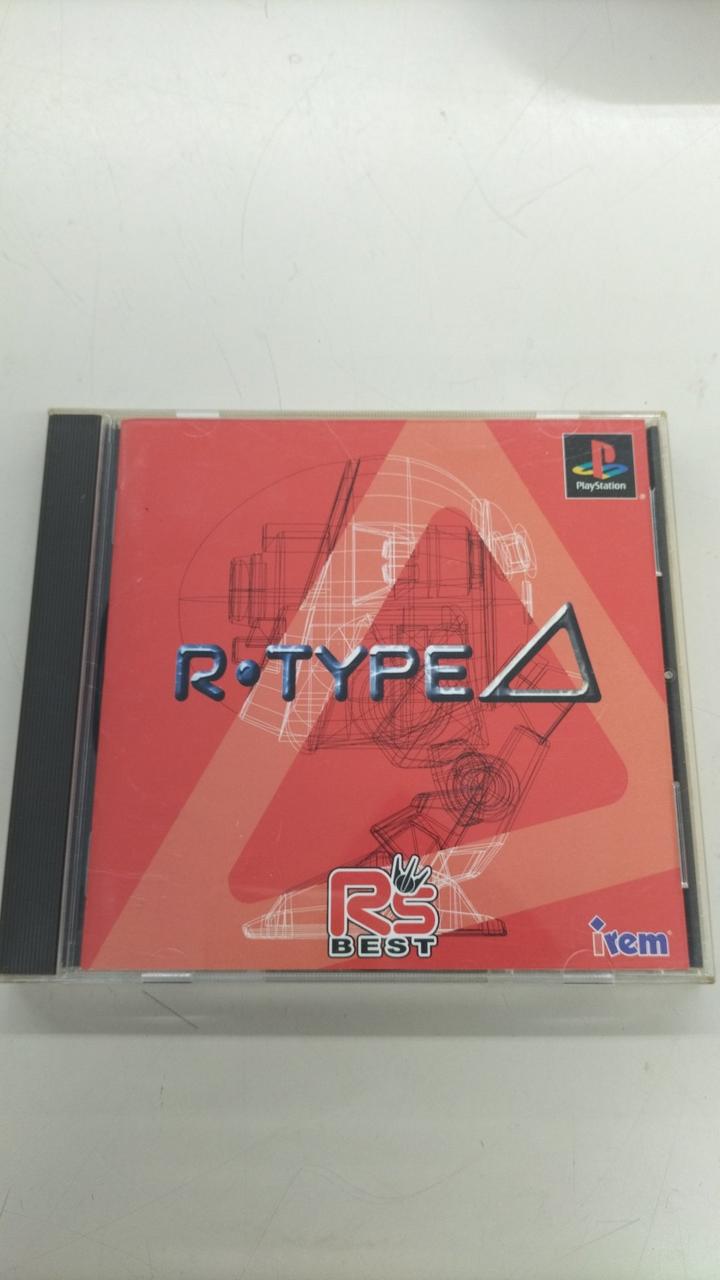 PlayStation
R·TYPE Δ
R's
BEST
irem